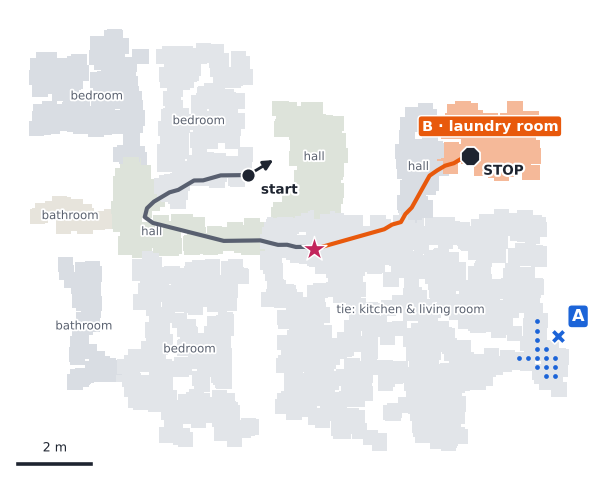 bedroom
bedroom
B · laundry room
hall
hall
STOP
start
bathroom
hall
tie: kitchen & living room
A
bathroom
bedroom
2 m